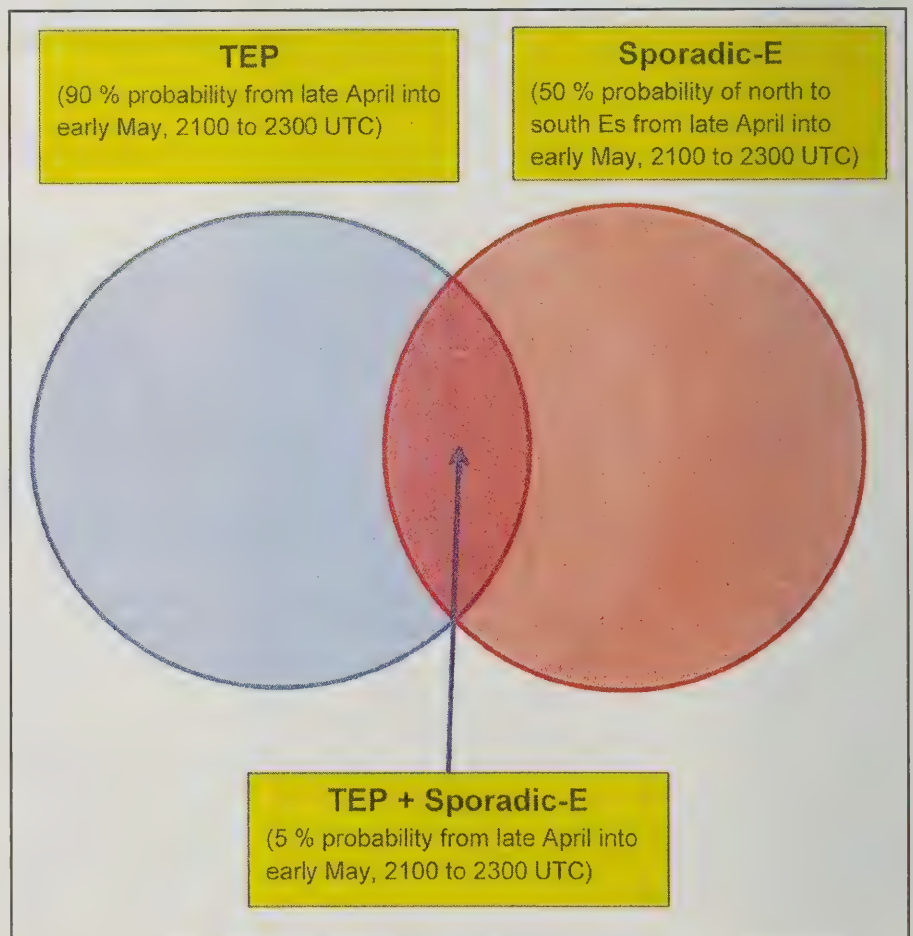 TEP
(90 % probability from late April into
early May, 2100 to 2300 UTC)
Sporadic-E
(50 % probability of north to
south Es from late April into
early May, 2100 to 2300 UTC)
TEP + Sporadic-E
(5 % probability from late April into
early May, 2100 to 2300 UTC)